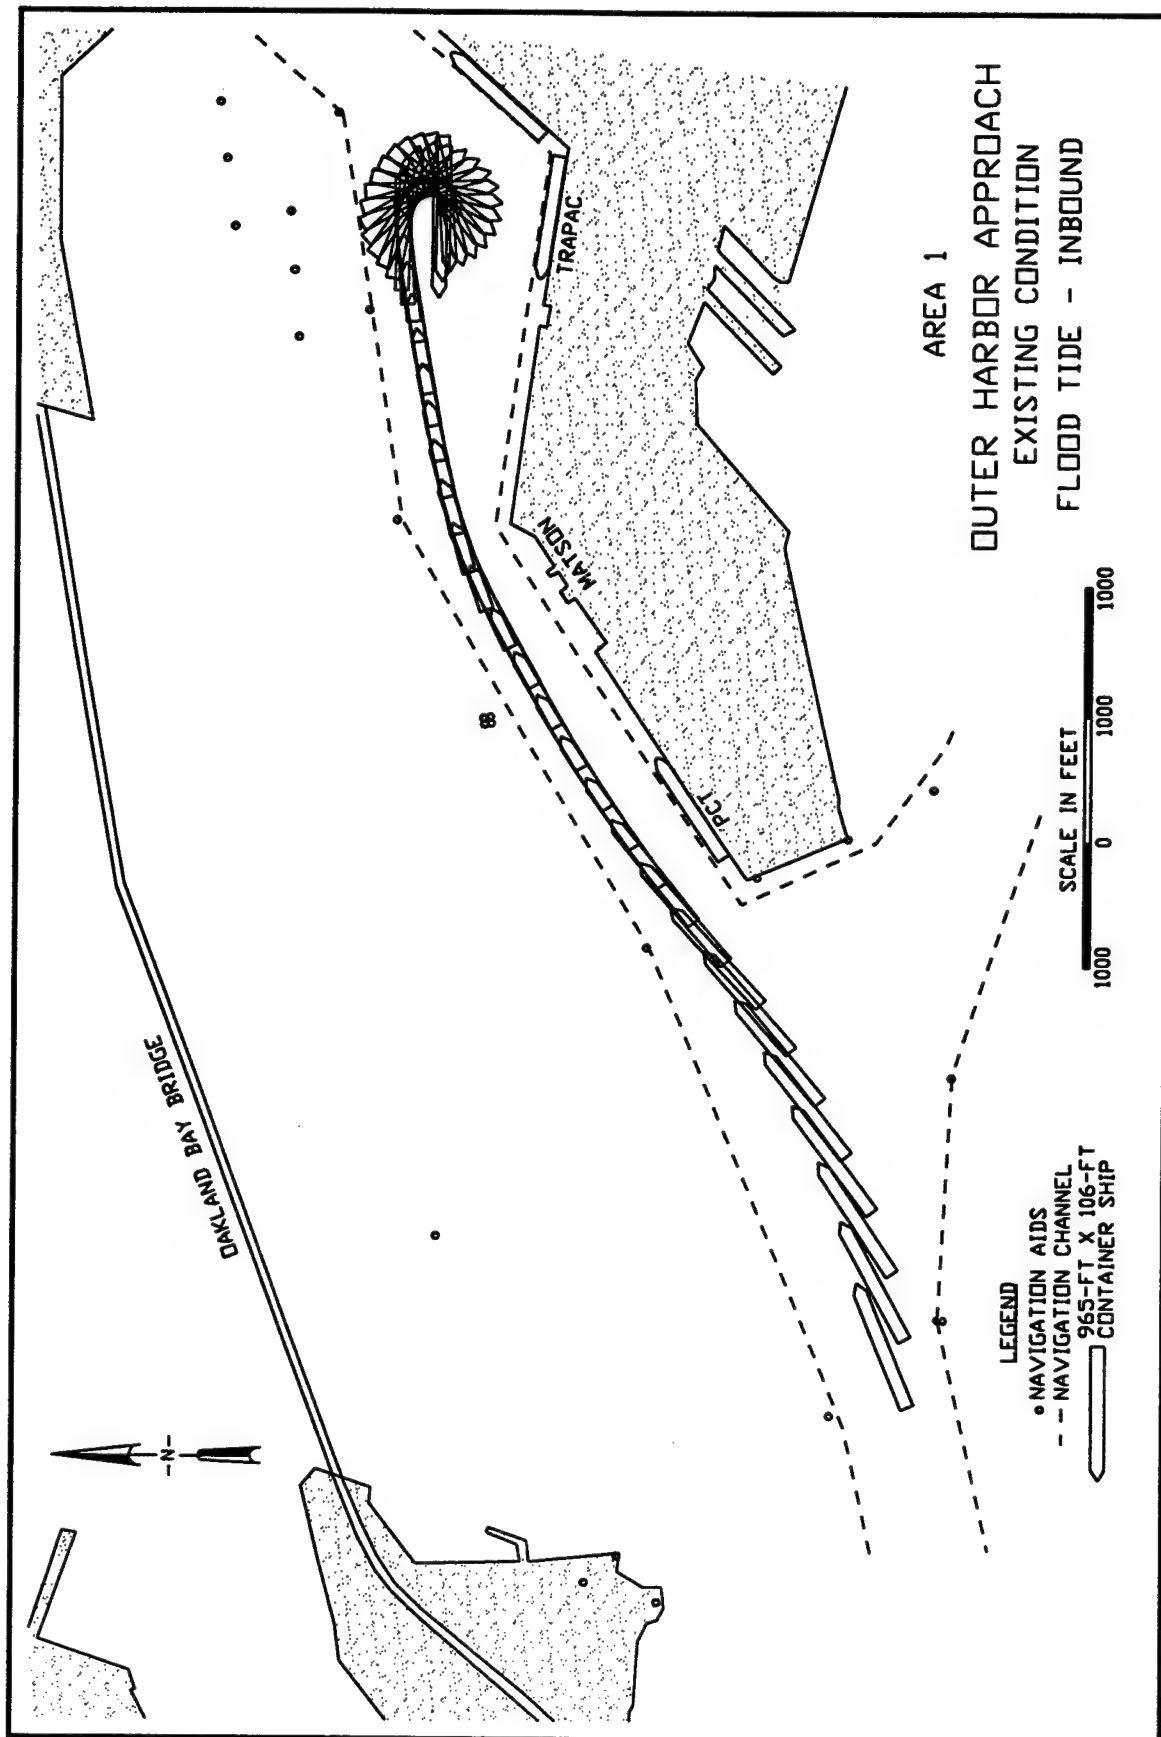 AREA 1
OUTER HARBOR APPROACH
EXISTING CONDITION
FLOOD TIDE - INBOUND
OAKLAND BAY BRIDGE
TRAPAC
MATSON
PCT
-N-
SCALE IN FEET
1000 0 1000 1000
LEGEND
NAVIGATION AIDS
NAVIGATION CHANNEL
965-FT X 106-FT
CONTAINER SHIP